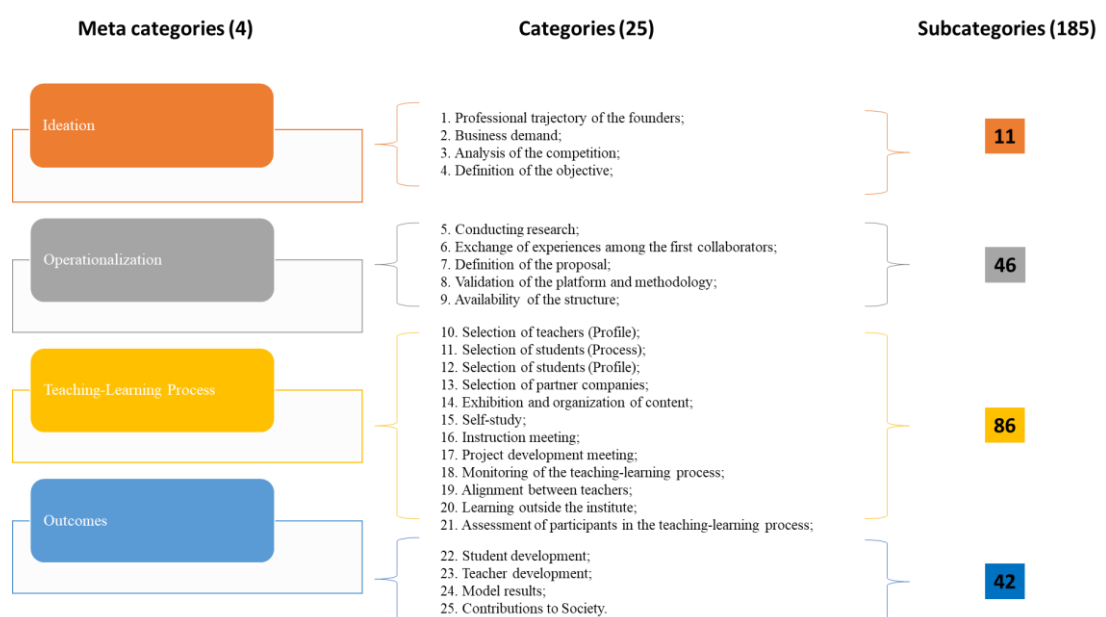 Meta categories (4)
Categories (25)
Subcategories (185)
Ideation
1. Professional trajectory of the founders;
2. Business demand;
3. Analysis of the competition;
4. Definition of the objective;
11
Operationalization
5. Conducting research;
6. Exchange of experiences among the first collaborators;
7. Definition of the proposal;
8. Validation of the platform and methodology;
9. Availability of the structure;
46
Teaching-Learning Process
10. Selection of teachers (Profile);
11. Selection of students (Process);
12. Selection of students (Profile);
13. Selection of partner companies;
14. Exhibition and organization of content;
15. Self-study;
16. Instruction meeting;
17. Project development meeting;
18. Monitoring of the teaching-learning process;
19. Alignment between teachers;
20. Learning outside the institute;
21. Assessment of participants in the teaching-learning process;
86
Outcomes
22. Student development;
23. Teacher development;
24. Model results;
25. Contributions to Society.
42